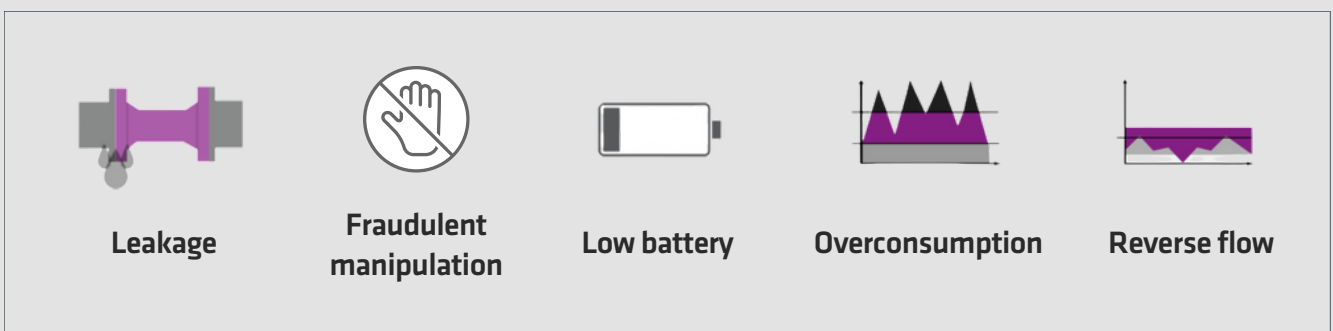 Leakage
Fraudulent
manipulation
Low battery
Overconsumption
Reverse flow